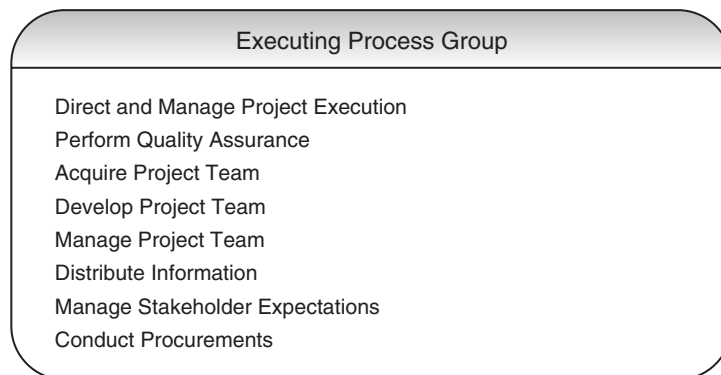 Executing Process Group
Direct and Manage Project Execution
Perform Quality Assurance
Acquire Project Team
Develop Project Team
Manage Project Team
Distribute Information
Manage Stakeholder Expectations
Conduct Procurements